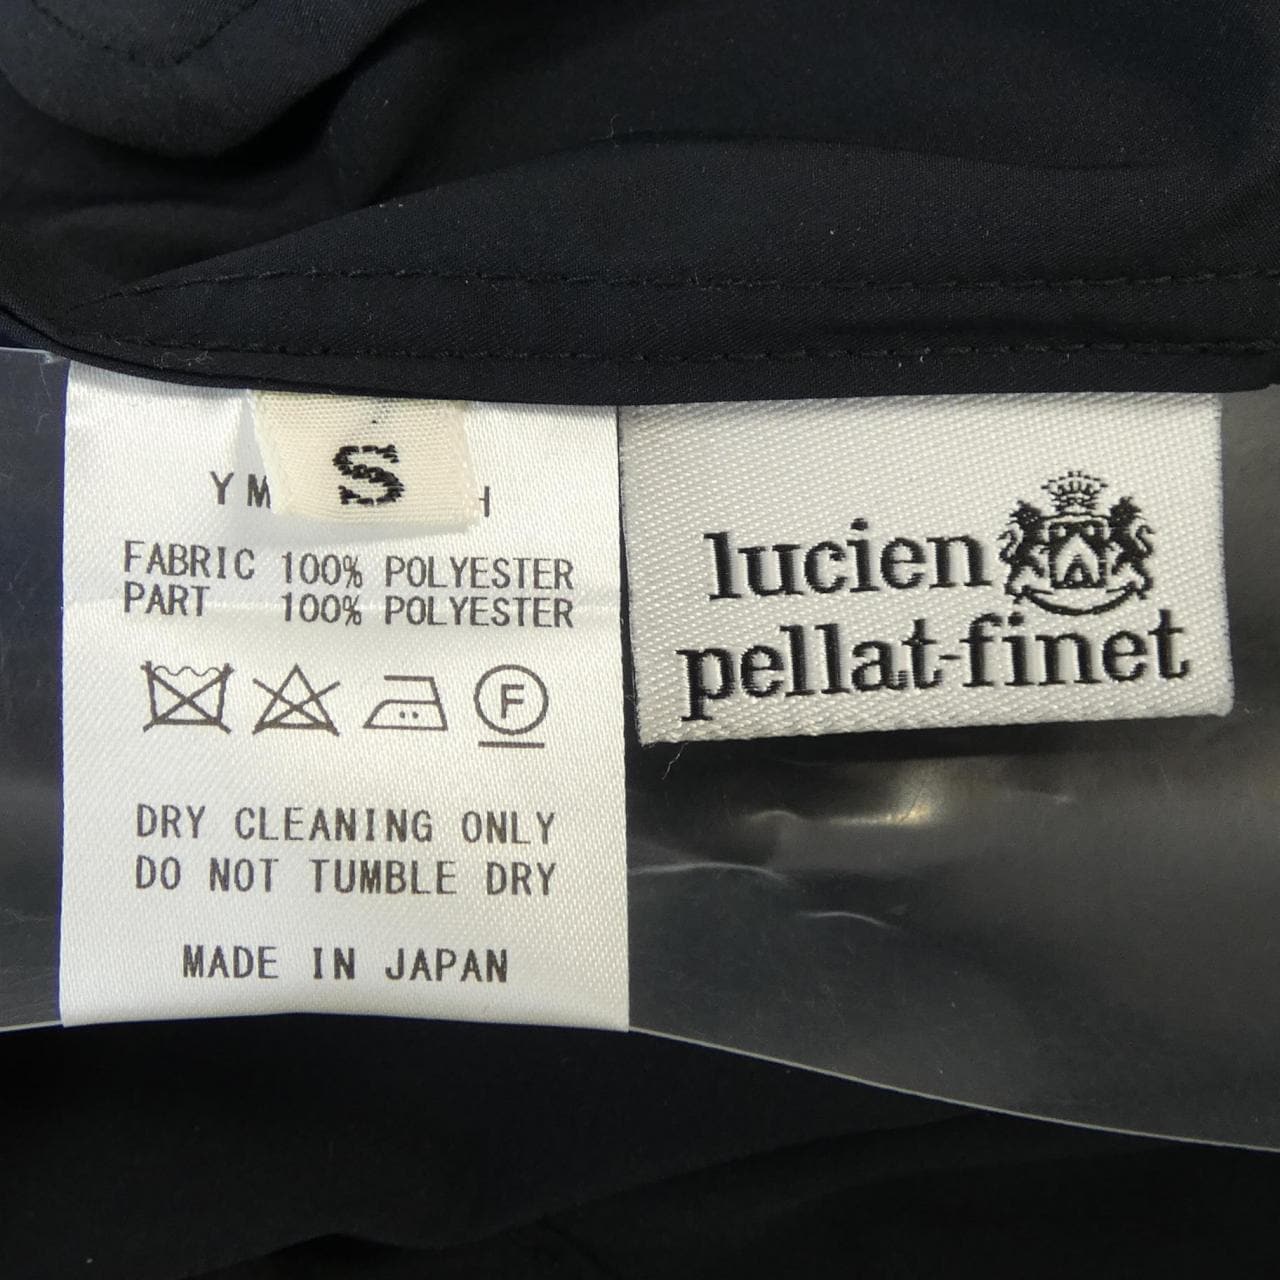 S
FABRIC 100% POLYESTER
PART 100% POLYESTER
F
DRY CLEANING ONLY
DO NOT TUMBLE DRY
MADE IN JAPAN
lucien
pellat-finet